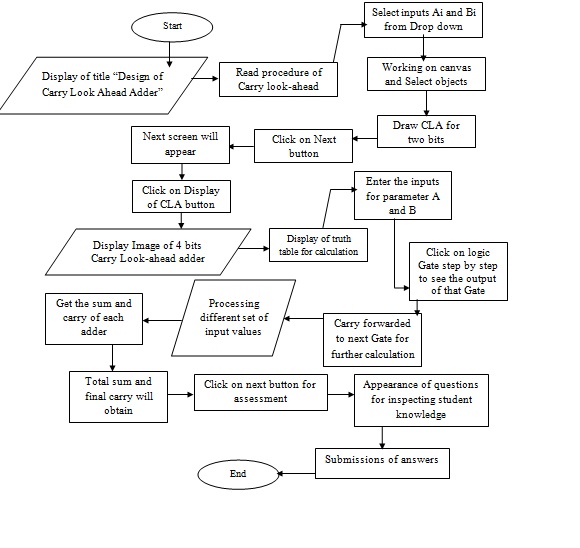 Start
Display of title “Design of
Carry Look Ahead Adder”
Read procedure of
Carry look-ahead
Select inputs Ai and Bi
from Drop down
Working on canvas
and Select objects
Draw CLA for
two bits
Click on Next
button
Next screen will
appear
Click on Display
of CLA button
Display Image of 4 bits
Carry Look-ahead adder
Display of truth
table for calculation
Enter the inputs
for parameter A
and B
Click on logic
Gate step by step
to see the output
of that Gate
Carry forwarded
to next Gate for
further calculation
Processing
different set of
input values
Get the sum and
carry of each
adder
Total sum and
final carry will
obtain
Click on next button for
assessment
Appearance of questions
for inspecting student
knowledge
Submissions of answers
End